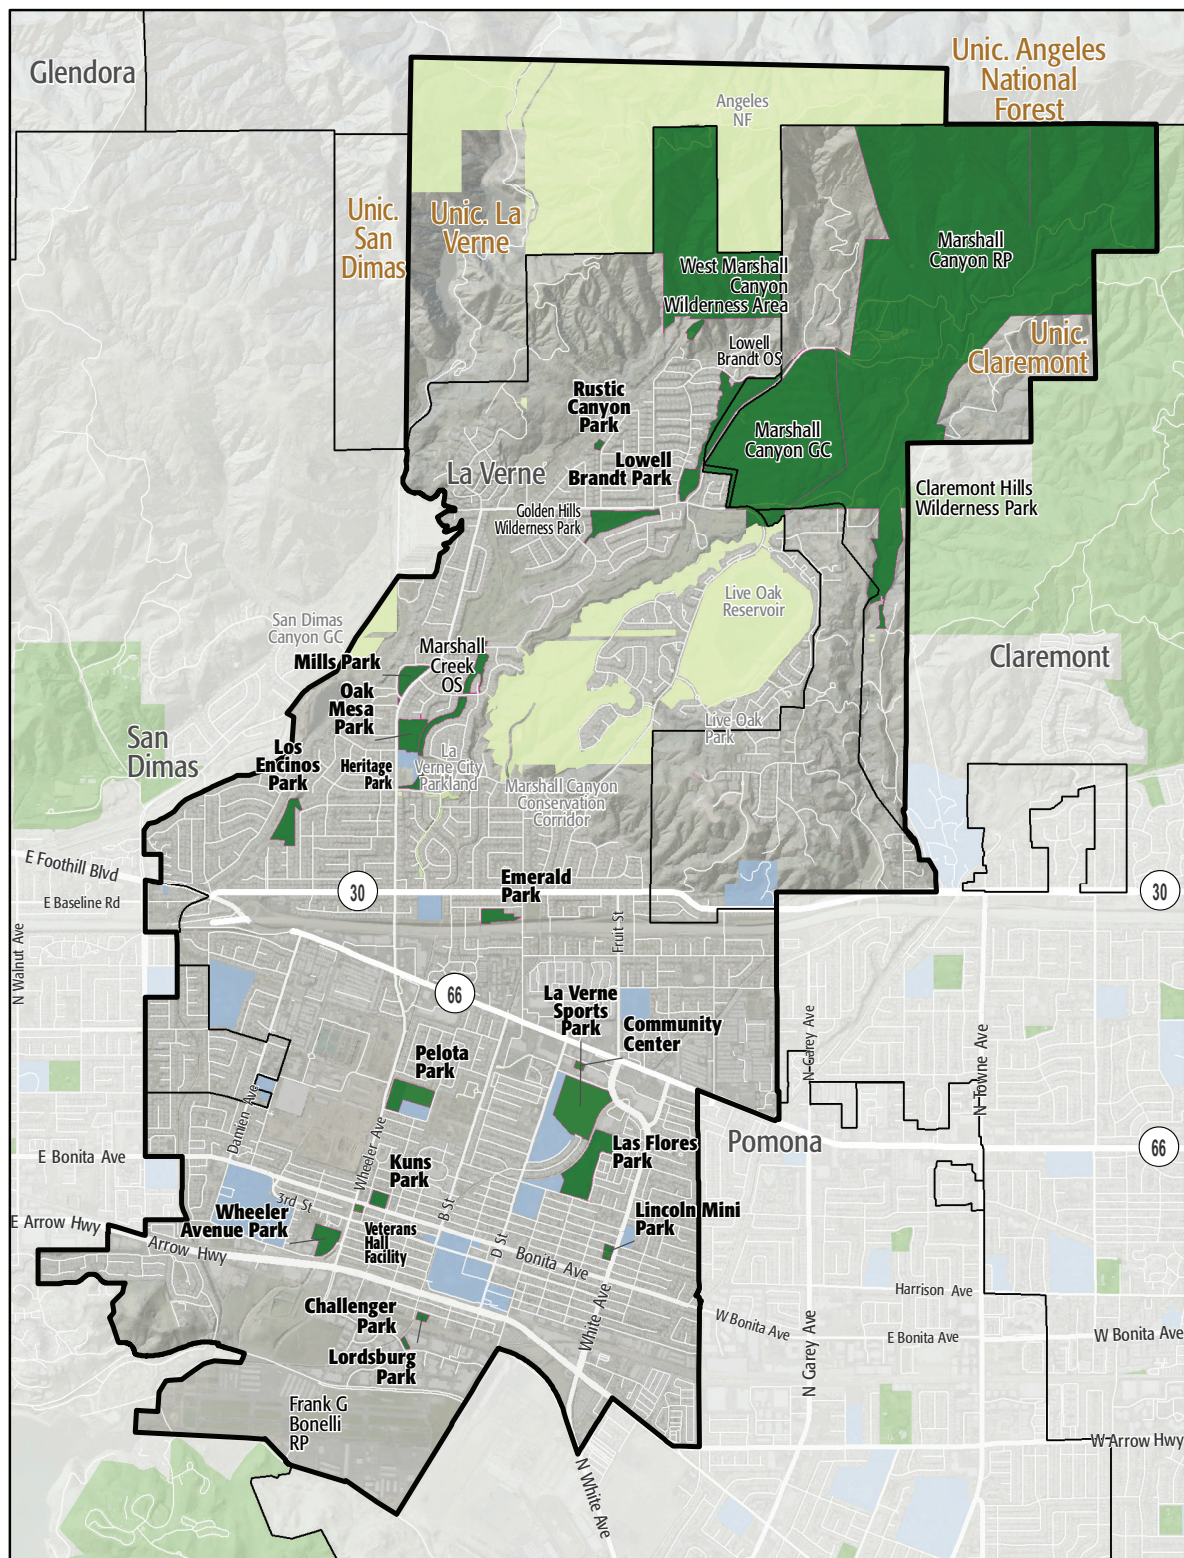 Glendora
Unic. Angeles
National
Forest
Angeles
NF
Unic.
San
Dimas
Unic. La
Verne
Marshall
Canyon RP
West Marshall
Canyon
Wilderness Area
Unic.
Claremont
Lowell
Brandt OS
Rustic
Canyon
Park
Marshall
Canyon GC
Lowell
Brandt Park
La Verne
Claremont Hills
Wilderness Park
Golden Hills
Wilderness Park
Live Oak
Reservoir
San Dimas
Canyon GC
Marshall
Creek
OS
Mills Park
Claremont
Oak
Mesa
Park
Live Oak
Park
San
Dimas
Los
Encinos
Park
Heritage
Park
La
Verne City
Parkland
Marshall Canyon
Conservation
Corridor
E Foothill Blvd
Emerald
Park
30
30
E Baseline Rd
N Walnut Ave
Fruit St
66
La Verne
Sports
Park
Community
Center
N Garey Ave
N Towne Ave
Pelota
Park
Damien Ave
Wheeler Ave
Pomona
66
E Bonita Ave
Las Flores
Park
Kuns
Park
3rd St
B St
Wheeler
Avenue Park
Lincoln Mini
Park
E Arrow Hwy
Arrow Hwy
Veterans
Hall
Facility
D St
Bonita Ave
Harrison Ave
Challenger
Park
White Ave
W Bonita Ave
E Bonita Ave
W Bonita Ave
Lordsburg
Park
N Garey Ave
Frank G
Bonelli
RP
W Arrow Hwy
N White Ave